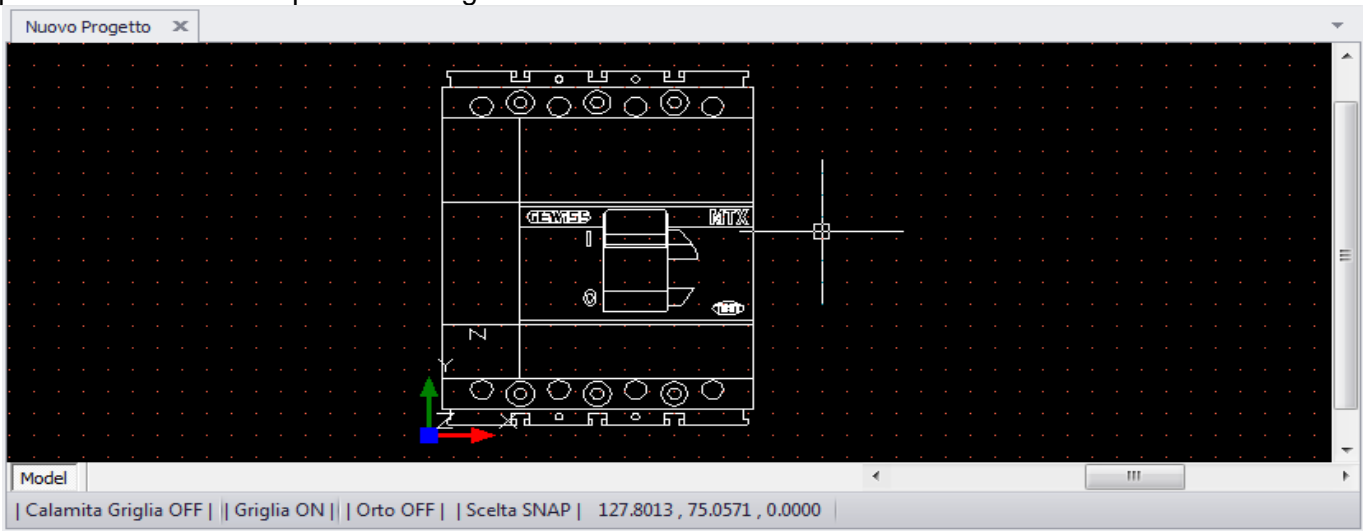 Nuovo Progetto
GEWISS MTX
I
O
TEST
N
Y
Z X
Model
| Calamita Griglia OFF | | Griglia ON | | Orto OFF | | Scelta SNAP | 127.8013 , 75.0571 , 0.0000